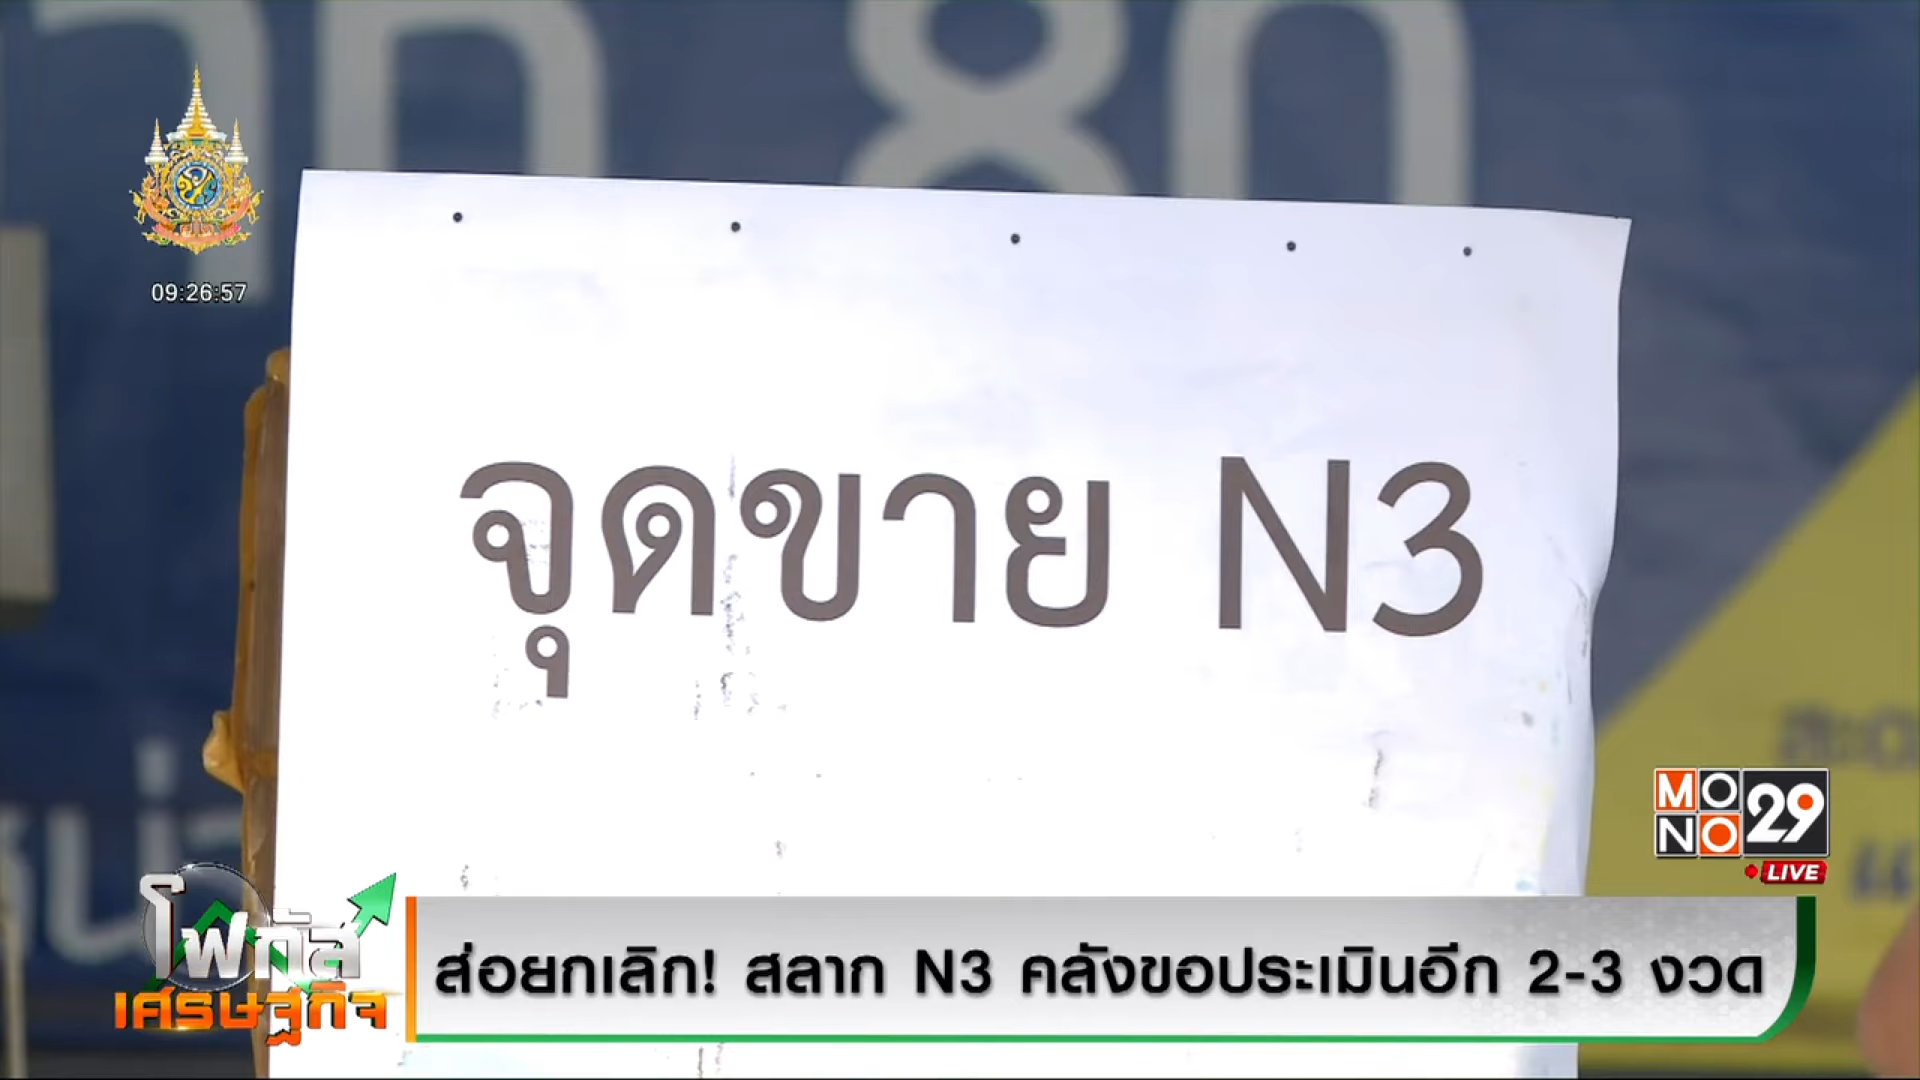 80
09:26:57
จุดขาย N3
MONO 29
LIVE
โฟกัส
เศรษฐกิจ
ส่อยกเลิก! สลาก N3 คลังขอประเมินอีก 2-3 งวด